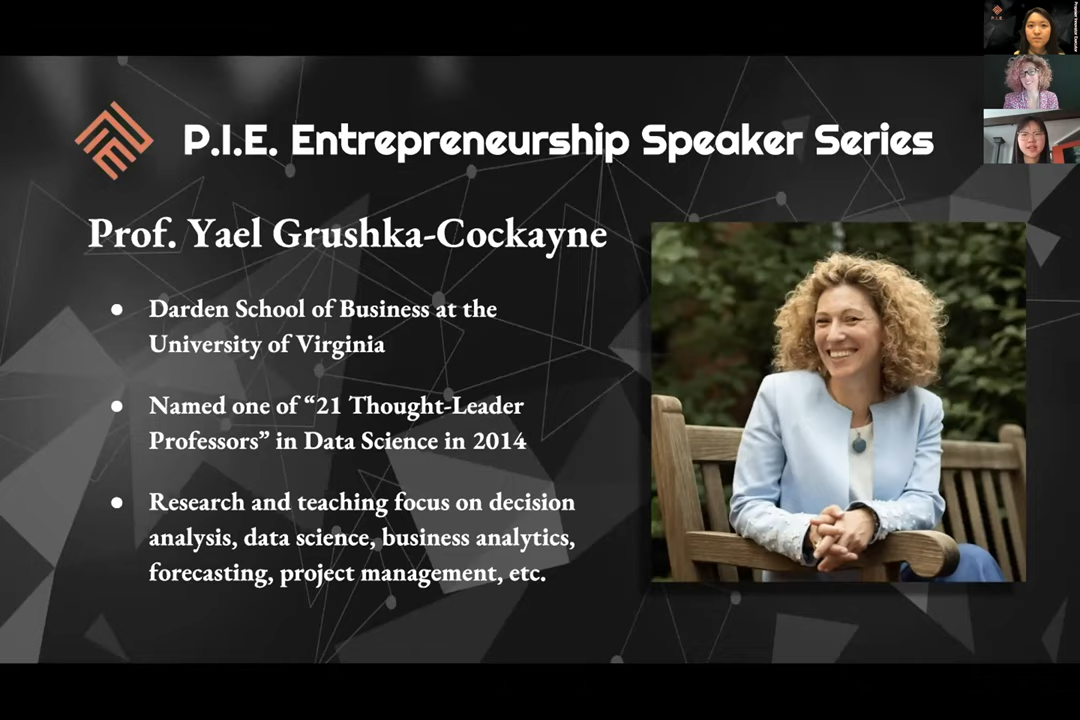 P.I.E. Entrepreneurship Speaker Series
Prof. Yael Grushka-Cockayne
● Darden School of Business at the
University of Virginia
● Named one of “21 Thought-Leader
Professors” in Data Science in 2014
● Research and teaching focus on decision
analysis, data science, business analytics,
forecasting, project management, etc.